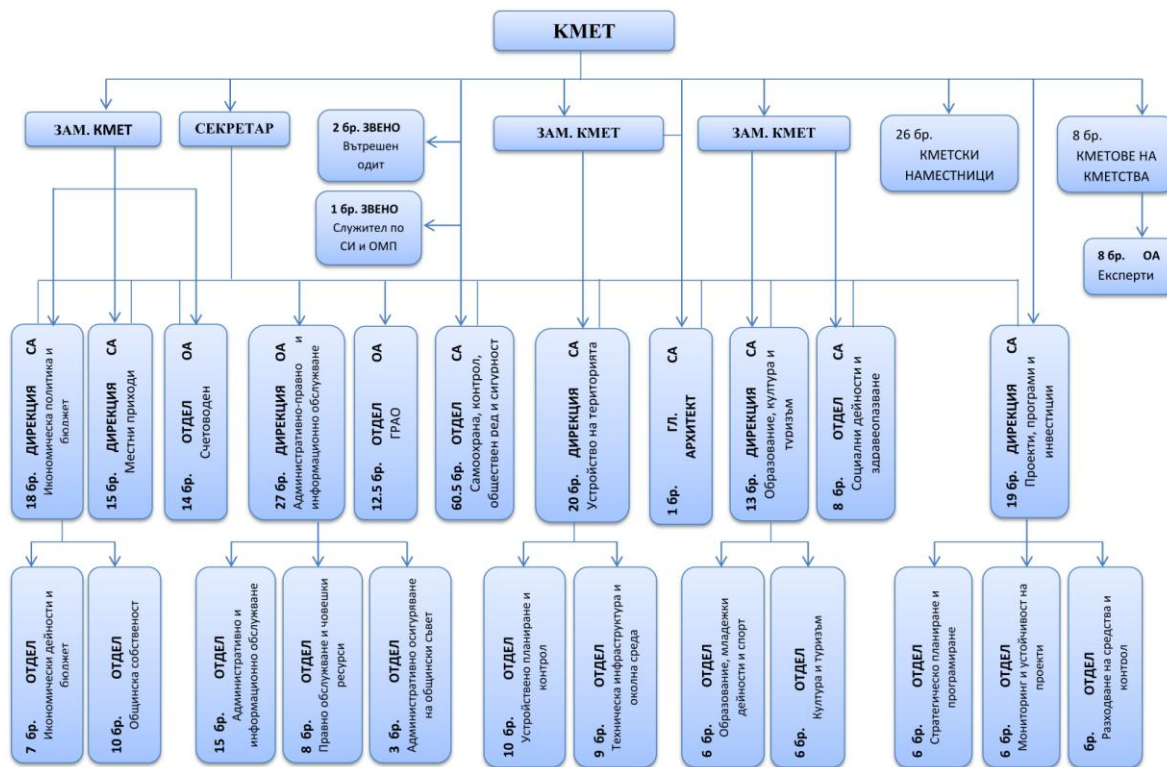 КМЕТ
ЗАМ. КМЕТ
СЕКРЕТАР
2 бр. ЗВЕНО
Вътрешен
одит
1 бр. ЗВЕНО
Служител по
СИ и ОМП
ЗАМ. КМЕТ
ЗАМ. КМЕТ
26 бр.
КМЕТСКИ
НАМЕСТНИЦИ
8 бр.
КМЕТОВЕ НА
КМЕТСТВА
8 бр. ОА
Експерти
18 бр. ДИРЕКЦИЯ СА
Икономическа политика и
бюджет
15 бр. ДИРЕКЦИЯ СА
Местни приходи
14 бр. ОТДЕЛ ОА
Счетоводен
27 бр. ДИРЕКЦИЯ ОА
Административно-правно и
информационно обслужване
12.5 бр. ОТДЕЛ ОА
ГРАО
60.5 бр. ОТДЕЛ СА
Самоохрана, контрол,
обществен ред и сигурност
20 бр. ДИРЕКЦИЯ СА
Устройство на територията
1 бр. ГЛ. СА
АРХИТЕКТ
13 бр. ДИРЕКЦИЯ СА
Образование, култура и
туризъм
8 бр. ОТДЕЛ СА
Социални дейности и
здравеопазване
19 бр. ДИРЕКЦИЯ СА
Проекти, програми и
инвестиции
7 бр. ОТДЕЛ
Икономически дейности и
бюджет
10 бр. ОТДЕЛ
Общинска собственост
15 бр. ОТДЕЛ
Административно и
информационно обслужване
8 бр. ОТДЕЛ
Правно обслужване и човешки
ресурси
3 бр. ОТДЕЛ
Административно осигуряване
на общински съвет
10 бр. ОТДЕЛ
Устройствено планиране и
контрол
9 бр. ОТДЕЛ
Техническа инфраструктура и
околна среда
6 бр. ОТДЕЛ
Образование, младежки
дейности и спорт
6 бр. ОТДЕЛ
Култура и туризъм
6 бр. ОТДЕЛ
Стратегическо планиране и
програмиране
6 бр. ОТДЕЛ
Мониторинг и устойчивост на
проекти
6р. ОТДЕЛ
Разходване на средства и
контрол